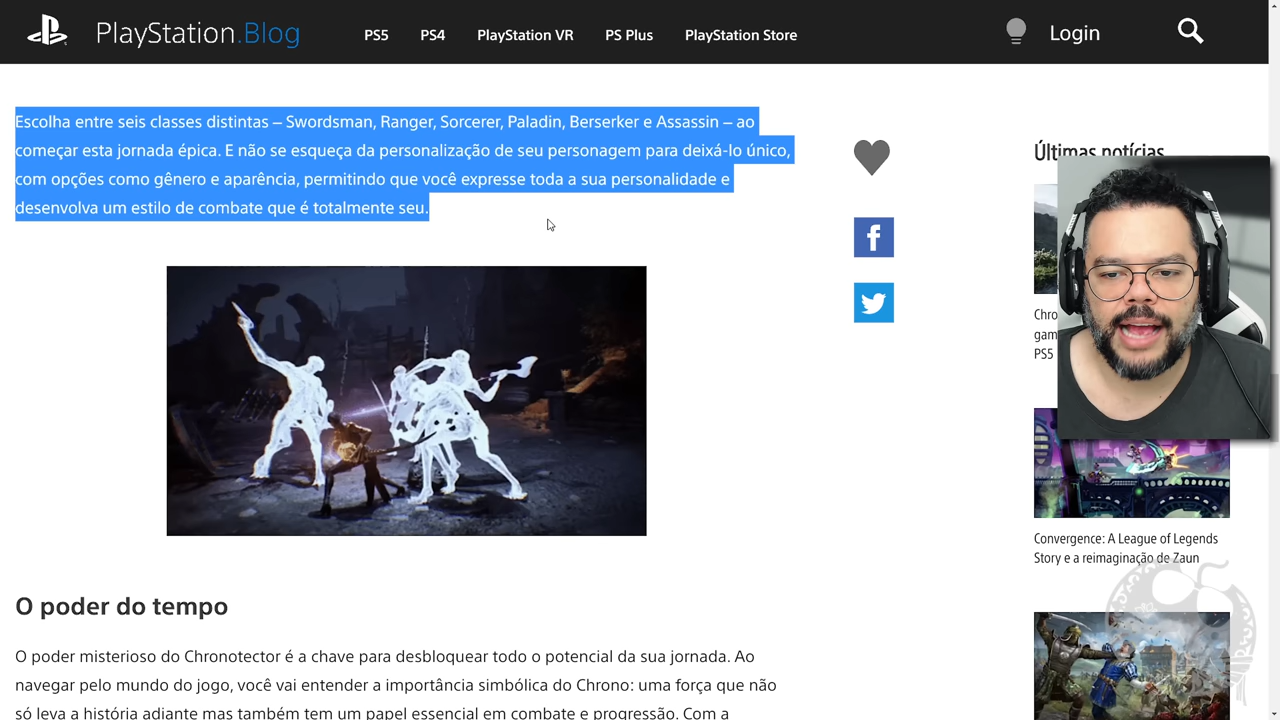 PlayStation.Blog
PS5
PS4
PlayStation VR
PS Plus
PlayStation Store
Login
Escolha entre seis classes distintas – Swordsman, Ranger, Sorcerer, Paladin, Berserker e Assassin – ao
começar esta jornada épica. E não se esqueça da personalização de seu personagem para deixá-lo único,
com opções como gênero e aparência, permitindo que você expresse toda a sua personalidade e
desenvolva um estilo de combate que é totalmente seu.
O poder do tempo
O poder misterioso do Chronotector é a chave para desbloquear todo o potencial da sua jornada. Ao
navegar pelo mundo do jogo, você vai entender a importância simbólica do Chrono: uma força que não
só leva a história adiante mas também tem um papel essencial em combate e progressão. Com a
Últimas notícias
PS5
Convergence: A League of Legends
Story e a reimaginação de Zaun